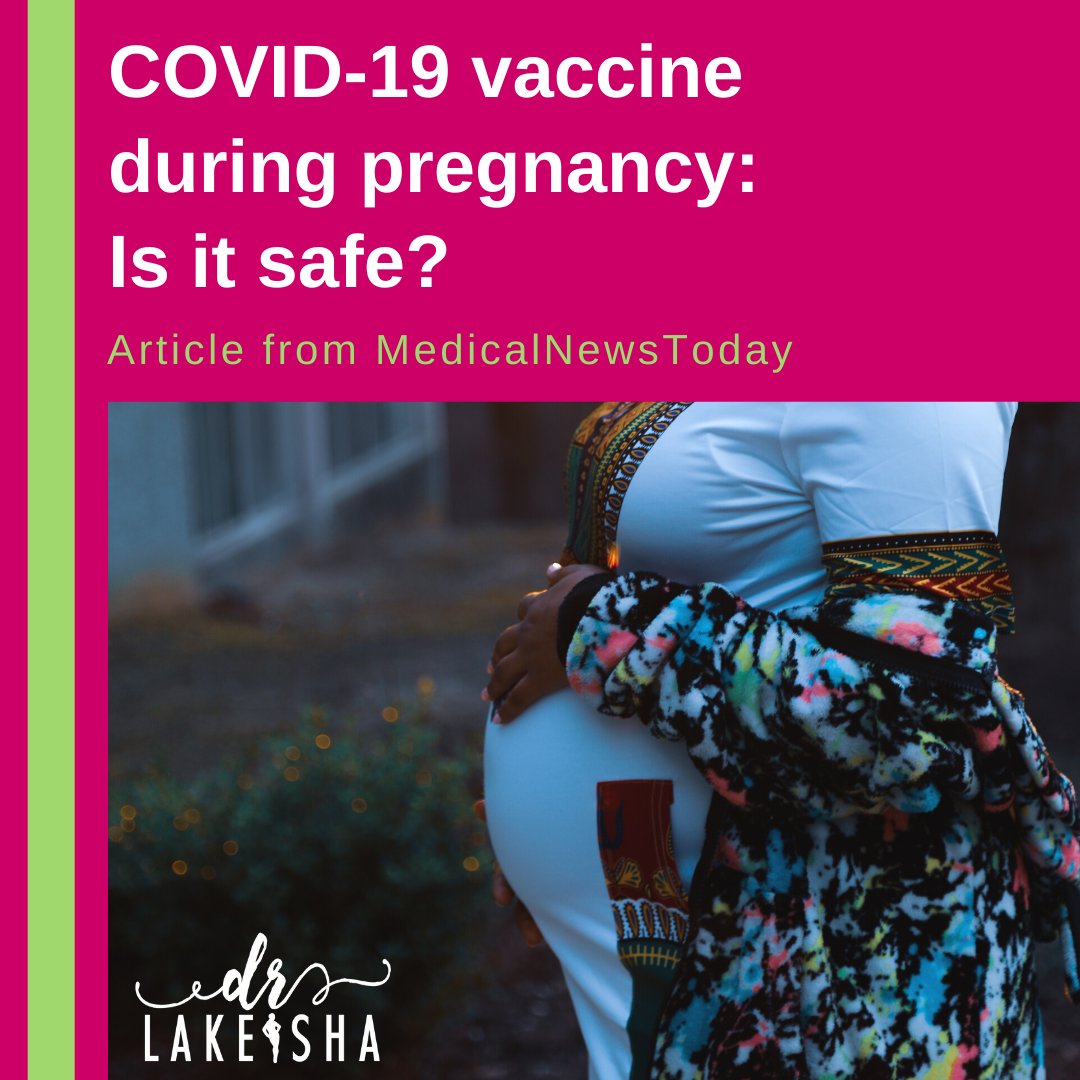 COVID-19 vaccine
during pregnancy:
Is it safe?
Article from MedicalNewsToday
dr
LAKEISHA